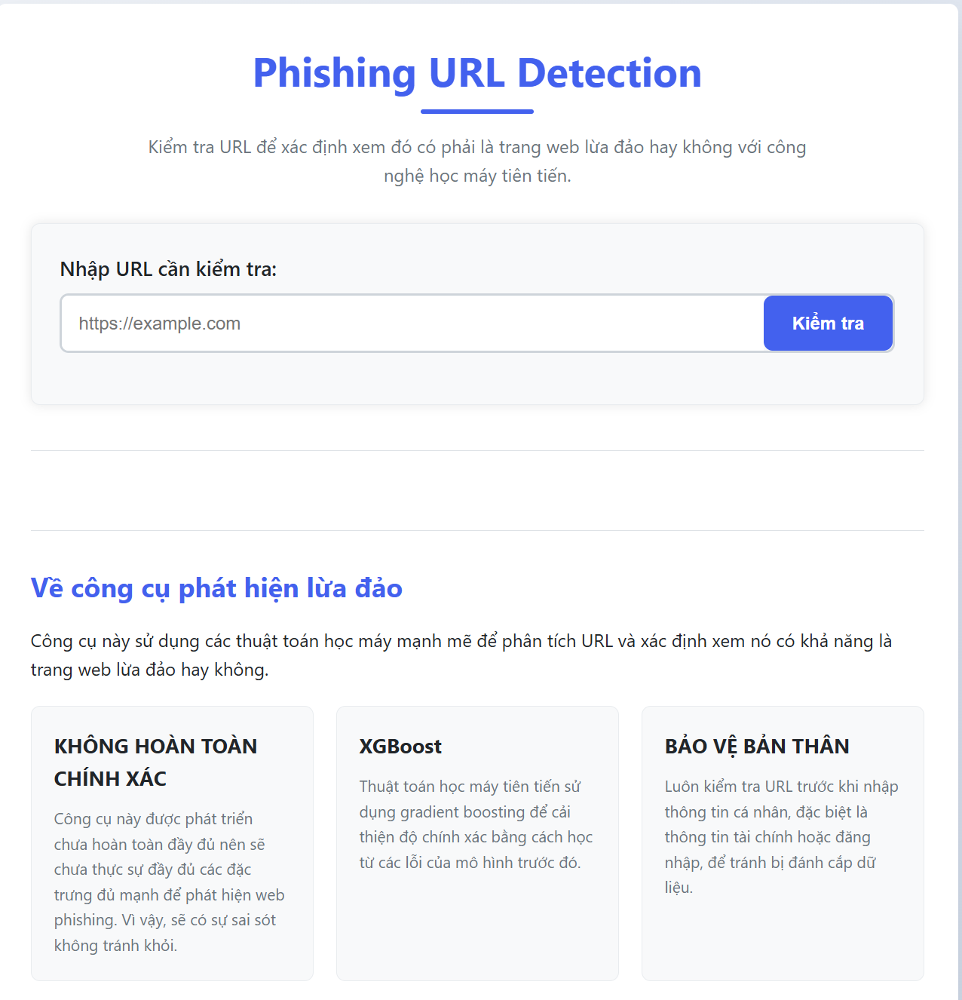 Phishing URL Detection
Kiểm tra URL để xác định xem đó có phải là trang web lừa đảo hay không với công
nghệ học máy tiên tiến.
Nhập URL cần kiểm tra:
https://example.com
Kiểm tra
Về công cụ phát hiện lừa đảo
Công cụ này sử dụng các thuật toán học máy mạnh mẽ để phân tích URL và xác định xem nó có khả năng là
trang web lừa đảo hay không.
KHÔNG HOÀN TOÀN
CHÍNH XÁC
Công cụ này được phát triển
chưa hoàn toàn đầy đủ nên sẽ
chưa thực sự đầy đủ các đặc
trưng đủ mạnh để phát hiện web
phishing. Vì vậy, sẽ có sự sai sót
không tránh khỏi.
XGBoost
Thuật toán học máy tiên tiến sử
dụng gradient boosting để cải
thiện độ chính xác bằng cách học
từ các lỗi của mô hình trước đó.
BẢO VỆ BẢN THÂN
Luôn kiểm tra URL trước khi nhập
thông tin cá nhân, đặc biệt là
thông tin tài chính hoặc đăng
nhập, để tránh bị đánh cắp dữ
liệu.